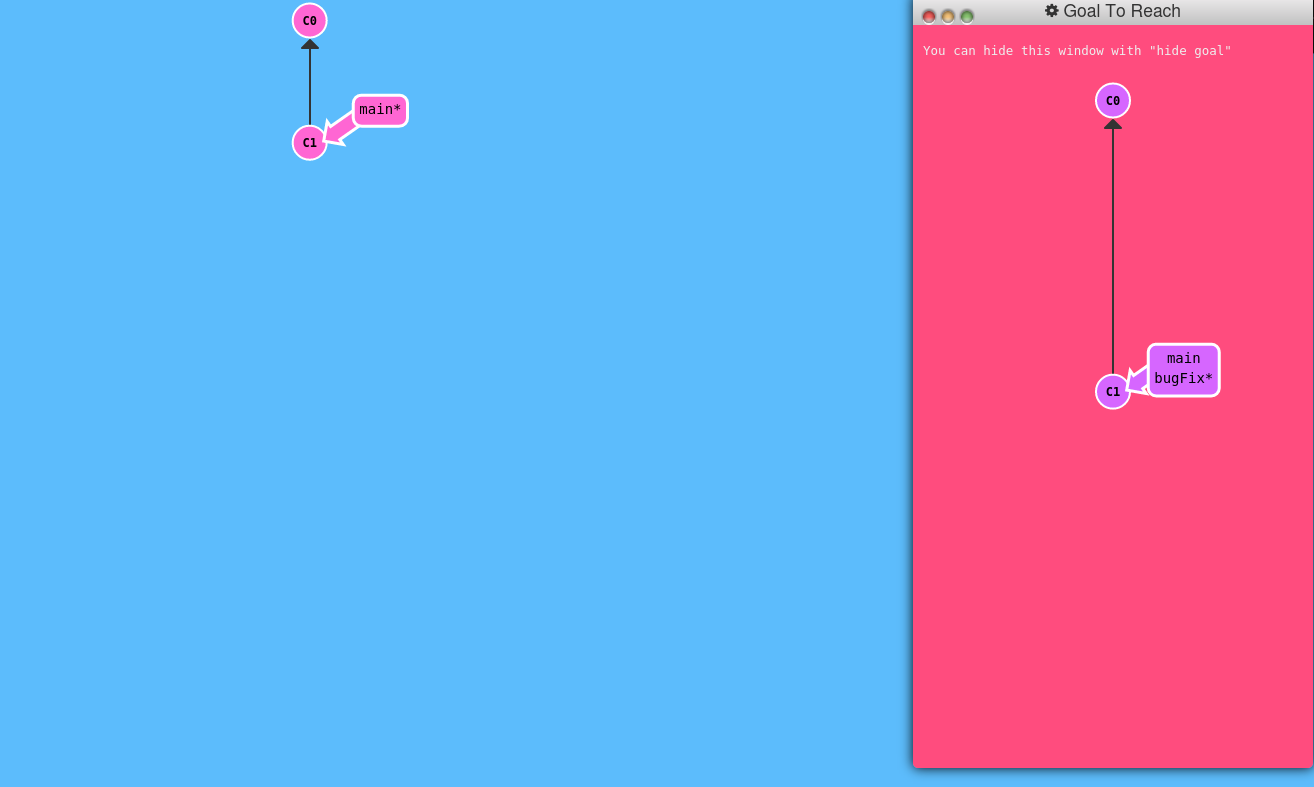 C0
main*
C1
Goal To Reach
You can hide this window with "hide goal"
C0
main
bugFix*
C1